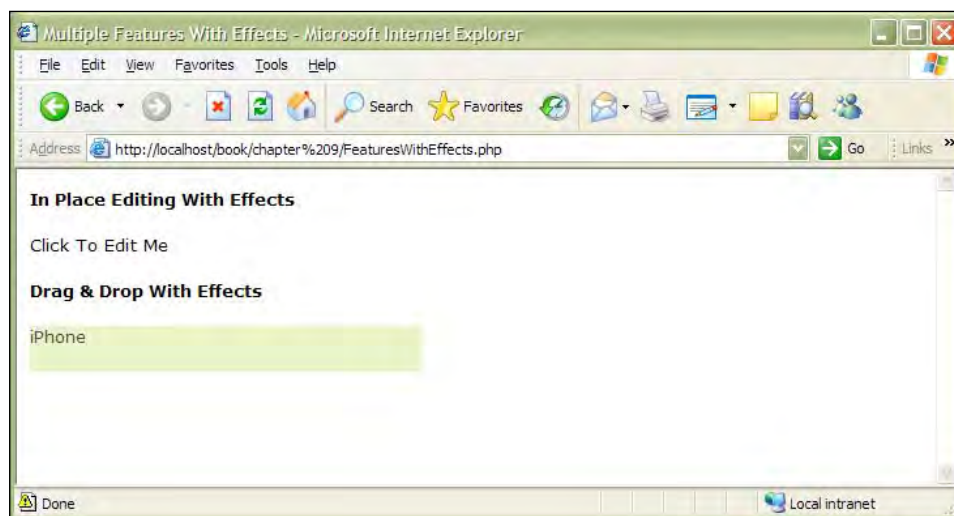 Multiple Features With Effects - Microsoft Internet Explorer
File Edit View Favorites Tools Help
Back Search Favorites
Address http://localhost/book/chapter%209/FeaturesWithEffects.php Go Links »
In Place Editing With Effects
Click To Edit Me
Drag & Drop With Effects
iPhone
Done Local intranet